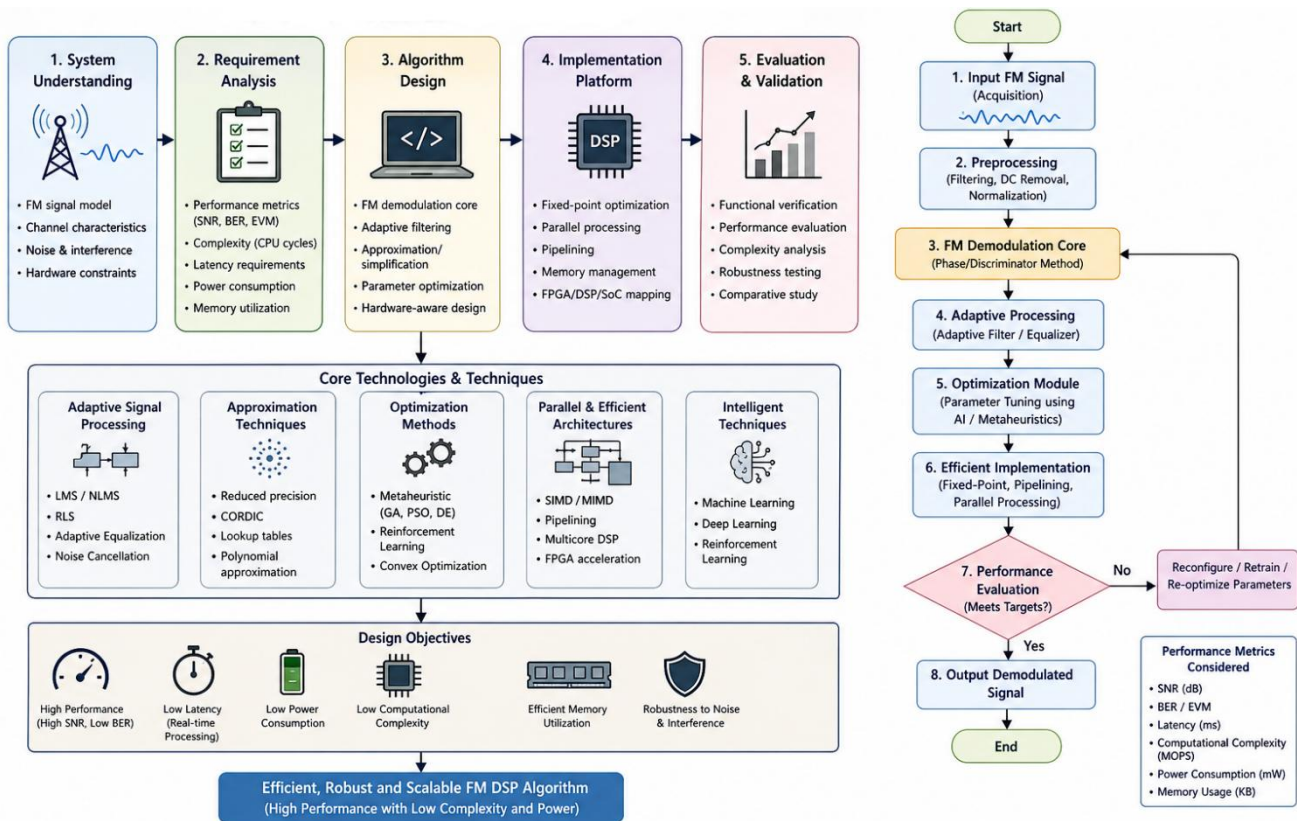 1. System
Understanding
• FM signal model
• Channel characteristics
• Noise & interference
• Hardware constraints
2. Requirement
Analysis
• Performance metrics
(SNR, BER, EVM)
• Complexity (CPU cycles)
• Latency requirements
• Power consumption
• Memory utilization
3. Algorithm
Design
</>
• FM demodulation core
• Adaptive filtering
• Approximation/
simplification
• Parameter optimization
• Hardware-aware design
4. Implementation
Platform
DSP
• Fixed-point optimization
• Parallel processing
• Pipelining
• Memory management
• FPGA/DSP/SoC mapping
5. Evaluation
& Validation
• Functional verification
• Performance evaluation
• Complexity analysis
• Robustness testing
• Comparative study
Core Technologies & Techniques
Adaptive Signal
Processing
• LMS / NLMS
• RLS
• Adaptive Equalization
• Noise Cancellation
Approximation
Techniques
• Reduced precision
• CORDIC
• Lookup tables
• Polynomial
approximation
Optimization
Methods
• Metaheuristic
(GA, PSO, DE)
• Reinforcement
Learning
• Convex Optimization
Parallel & Efficient
Architectures
• SIMD / MIMD
• Pipelining
• Multicore DSP
• FPGA acceleration
Intelligent
Techniques
• Machine Learning
• Deep Learning
• Reinforcement
Learning
Design Objectives
High Performance
(High SNR, Low BER)
Low Latency
(Real-time
Processing)
Low Power
Consumption
Low Computational
Complexity
Efficient Memory
Utilization
Robustness to Noise
& Interference
Efficient, Robust and Scalable FM DSP Algorithm
(High Performance with Low Complexity and Power)
Start
1. Input FM Signal
(Acquisition)
2. Preprocessing
(Filtering, DC Removal,
Normalization)
3. FM Demodulation Core
(Phase/Discriminator Method)
4. Adaptive Processing
(Adaptive Filter / Equalizer)
5. Optimization Module
(Parameter Tuning using
AI / Metaheuristics)
6. Efficient Implementation
(Fixed-Point, Pipelining,
Parallel Processing)
7. Performance
Evaluation
(Meets Targets?)
No
Reconfigure / Retrain /
Re-optimize Parameters
Yes
8. Output Demodulated
Signal
End
Performance Metrics
Considered
• SNR (dB)
• BER / EVM
• Latency (ms)
• Computational Complexity
(MOPS)
• Power Consumption (mW)
• Memory Usage (KB)